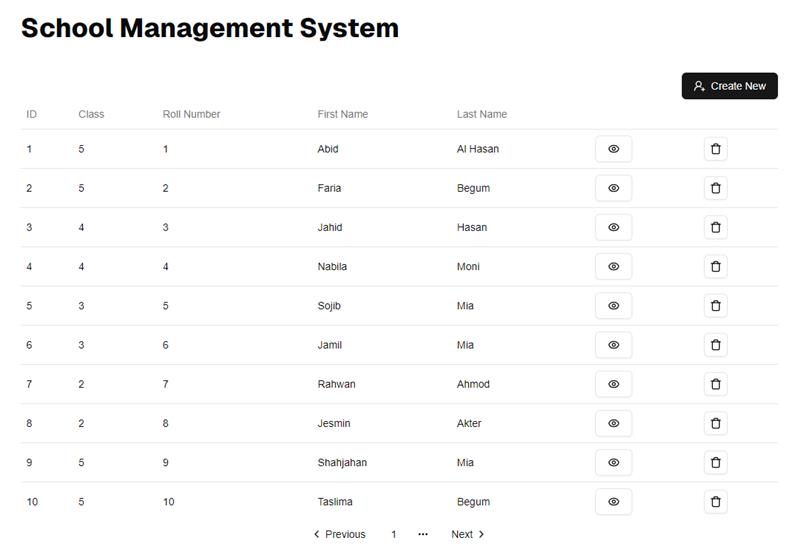 School Management System
Create New
ID Class Roll Number First Name Last Name
1 5 1 Abid Al Hasan
2 5 2 Faria Begum
3 4 3 Jahid Hasan
4 4 4 Nabila Moni
5 3 5 Sojib Mia
6 3 6 Jamil Mia
7 2 7 Rahwan Ahmod
8 2 8 Jesmin Akter
9 5 9 Shahjahan Mia
10 5 10 Taslima Begum
Previous 1 ... Next